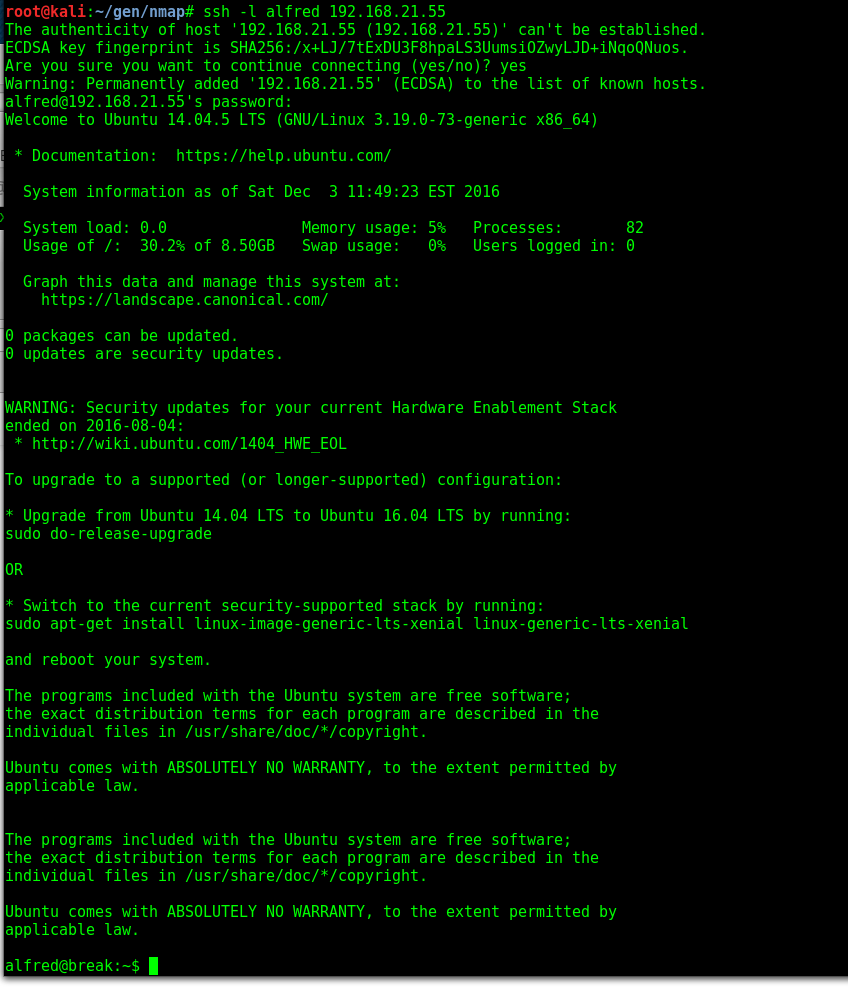 root@kali:~/gen/nmap# ssh -l alfred 192.168.21.55
The authenticity of host '192.168.21.55 (192.168.21.55)' can't be established.
ECDSA key fingerprint is SHA256:/x+LJ/7tExDU3F8hpaLS3UumsiOZwyLJD+iNqoQNuos.
Are you sure you want to continue connecting (yes/no)? yes
Warning: Permanently added '192.168.21.55' (ECDSA) to the list of known hosts.
alfred@192.168.21.55's password:
Welcome to Ubuntu 14.04.5 LTS (GNU/Linux 3.19.0-73-generic x86_64)

 * Documentation:  https://help.ubuntu.com/

  System information as of Sat Dec  3 11:49:23 EST 2016

  System load: 0.0               Memory usage: 5%   Processes:       82
  Usage of /:  30.2% of 8.50GB   Swap usage:   0%   Users logged in: 0

  Graph this data and manage this system at:
    https://landscape.canonical.com/

0 packages can be updated.
0 updates are security updates.


WARNING: Security updates for your current Hardware Enablement Stack
ended on 2016-08-04:
 * http://wiki.ubuntu.com/1404_HWE_EOL

To upgrade to a supported (or longer-supported) configuration:

* Upgrade from Ubuntu 14.04 LTS to Ubuntu 16.04 LTS by running:
sudo do-release-upgrade

OR

* Switch to the current security-supported stack by running:
sudo apt-get install linux-image-generic-lts-xenial linux-generic-lts-xenial

and reboot your system.

The programs included with the Ubuntu system are free software;
the exact distribution terms for each program are described in the
individual files in /usr/share/doc/*/copyright.

Ubuntu comes with ABSOLUTELY NO WARRANTY, to the extent permitted by
applicable law.


The programs included with the Ubuntu system are free software;
the exact distribution terms for each program are described in the
individual files in /usr/share/doc/*/copyright.

Ubuntu comes with ABSOLUTELY NO WARRANTY, to the extent permitted by
applicable law.

alfred@break:~$